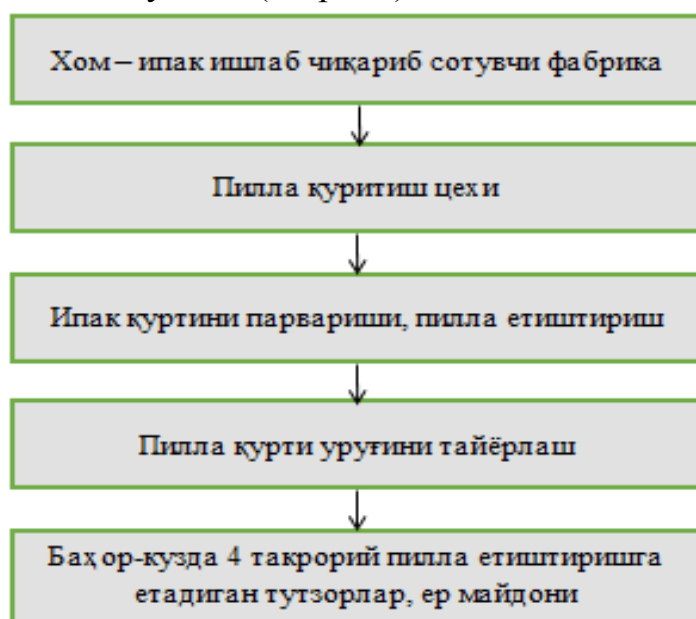 Хом – ипак ишлаб чиқариб сотувчи фабрика
Пилла қуритиш цехи
Ипак қуртини парвариши, пилла етиштириш
Пилла қурти уруғини тайёрлаш
Баҳор-кузда 4 такрорий пилла етиштиришга
етадиган тутзорлар, ер майдони